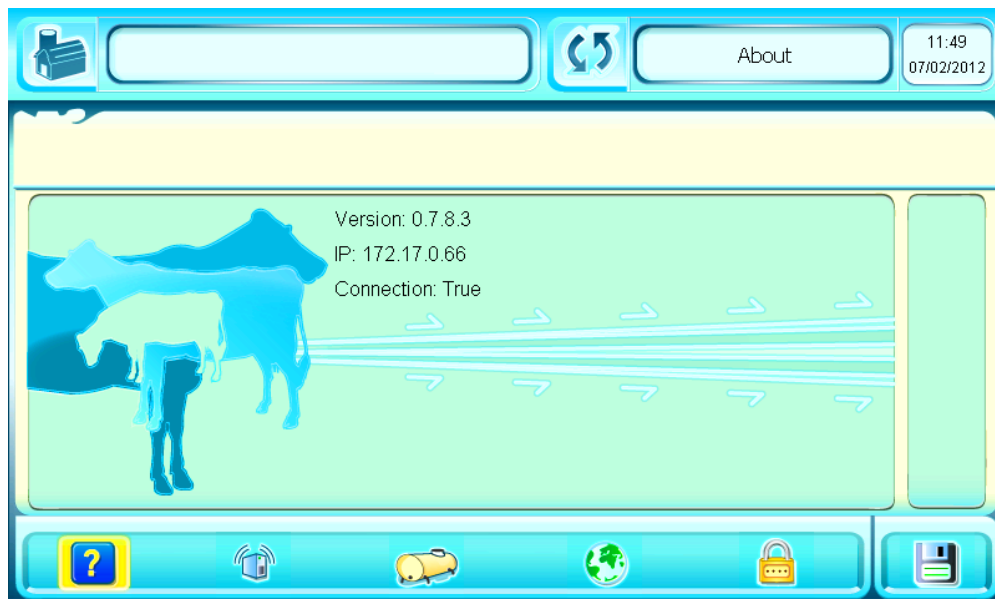 About
11:49
07/02/2012
Version: 0.7.8.3
IP: 172.17.0.66
Connection: True
?